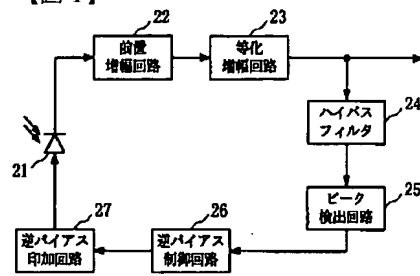 22
前置
増幅回路
23
等化
増幅回路
ハイパス
フィルタ
24
21
ピーク
検出回路
25
27
逆バイアス
印加回路
26
逆バイアス
制御回路